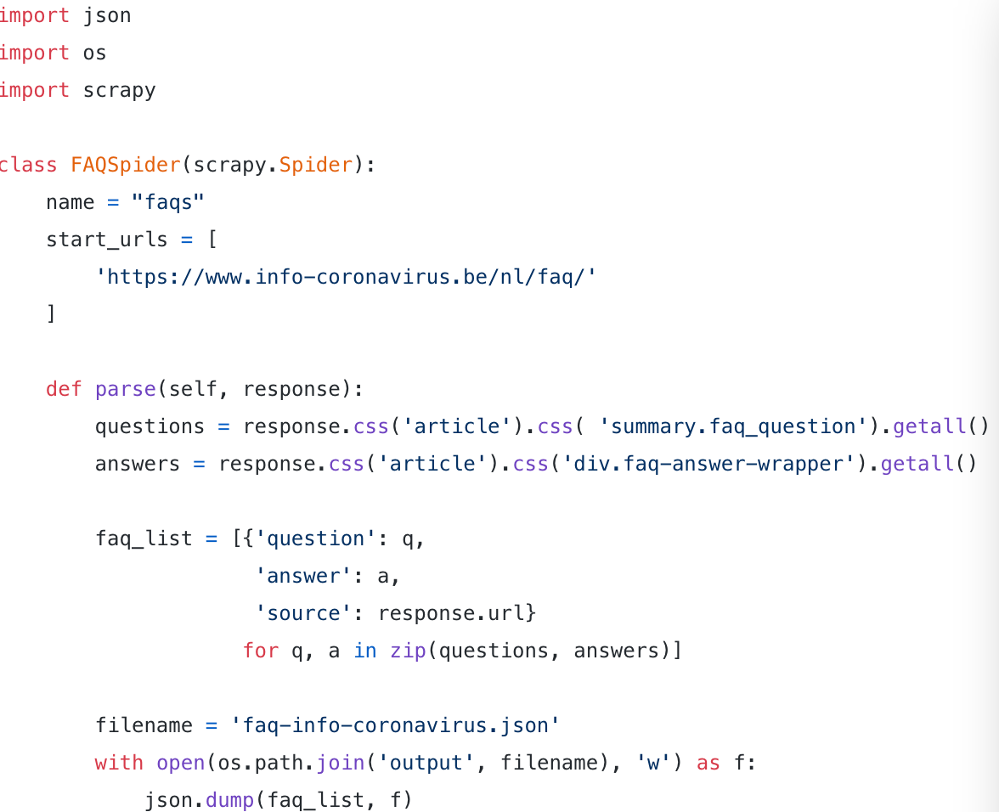 import json
import os
import scrapy

class FAQSpider(scrapy.Spider):
    name = "faqs"
    start_urls = [
        'https://www.info-coronavirus.be/nl/faq/'
    ]

    def parse(self, response):
        questions = response.css('article').css( 'summary.faq_question').getall()
        answers = response.css('article').css('div.faq-answer-wrapper').getall()

        faq_list = [{'question': q,
                     'answer': a,
                     'source': response.url}
                    for q, a in zip(questions, answers)]

        filename = 'faq-info-coronavirus.json'
        with open(os.path.join('output', filename), 'w') as f:
            json.dump(faq_list, f)